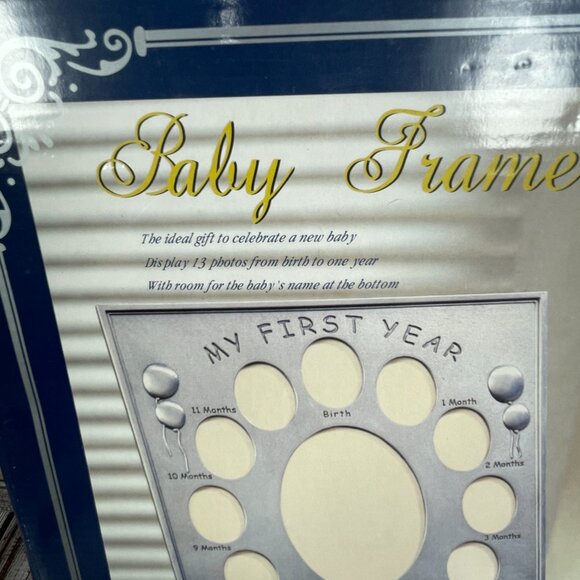 Baby Frame
The ideal gift to celebrate a new baby
Display 13 photos from birth to one year
With room for the baby's name at the bottom
MY FIRST YEAR
11 Months
Birth
1 Month
10 Months
2 Months
9 Months
3 Months